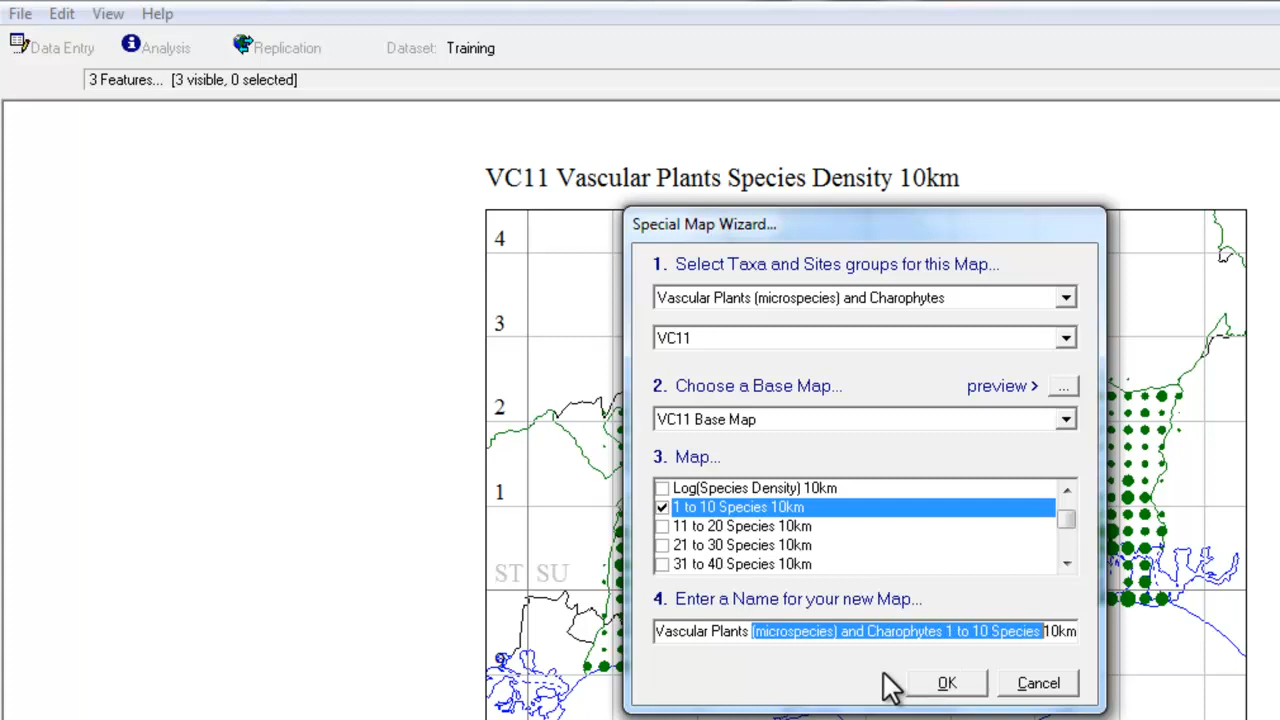 File Edit View Help
Data Entry Analysis Replication Dataset: Training
3 Features... [3 visible, 0 selected]
VC11 Vascular Plants Species Density 10km
Special Map Wizard...
1. Select Taxa and Sites groups for this Map...
Vascular Plants (microspecies) and Charophytes
VC11
2. Choose a Base Map... preview > ...
VC11 Base Map
3. Map...
Log(Species Density) 10km
1 to 10 Species 10km
11 to 20 Species 10km
21 to 30 Species 10km
31 to 40 Species 10km
4. Enter a Name for your new Map...
Vascular Plants (microspecies) and Charophytes 1 to 10 Species 10km
OK Cancel
4
3
2
1
ST SU